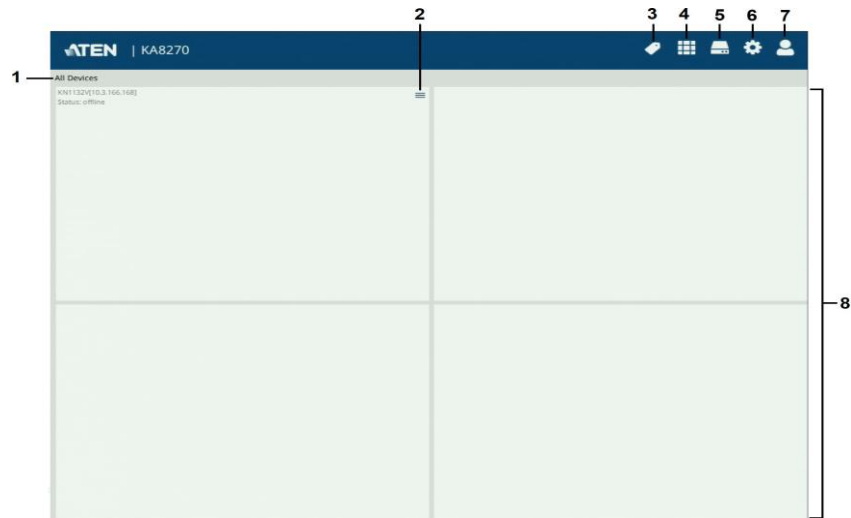 2 3 4 5 6 7
ATEN | KA8270
1 All Devices
KN1132V[10.3.166.168]
Status: offline
8